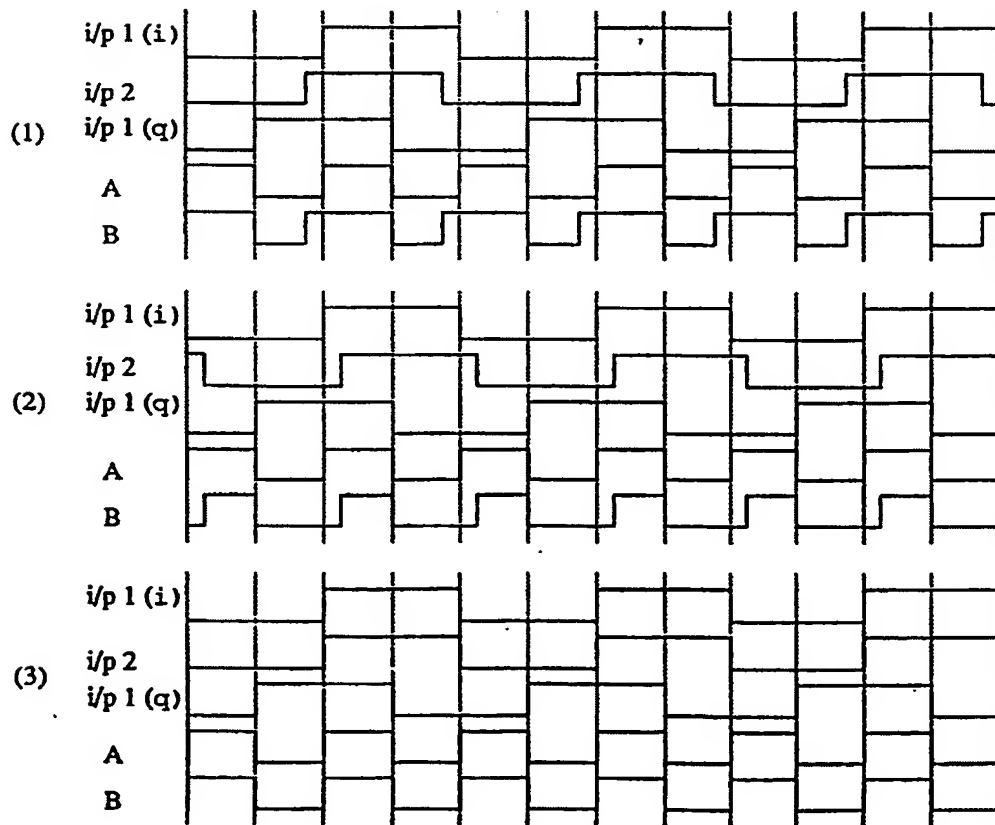 i/p 1 (i)
i/p 2
(1)
i/p 1 (q)
A
B
i/p 1 (i)
i/p 2
(2)
i/p 1 (q)
A
B
i/p 1 (i)
i/p 2
(3)
i/p 1 (q)
A
B